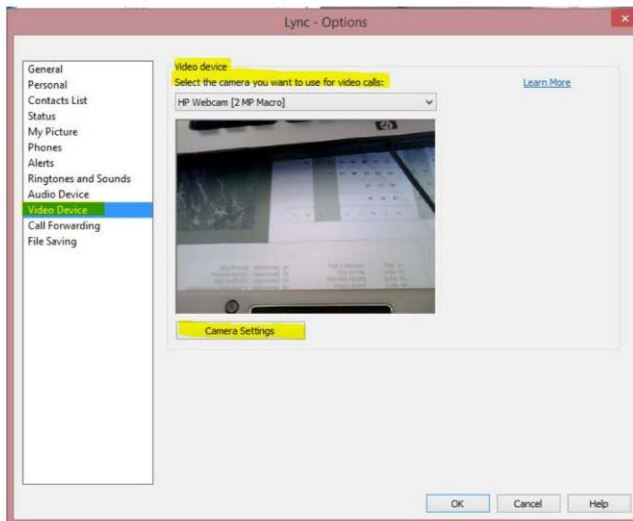 Lync - Options
General
Personal
Contacts List
Status
My Picture
Phones
Alerts
Ringtones and Sounds
Audio Device
Video Device
Call Forwarding
File Saving
Video device
Select the camera you want to use for video calls:
Learn More
HP Webcam [2 MP Macro]
hp
Camera Settings
OK
Cancel
Help